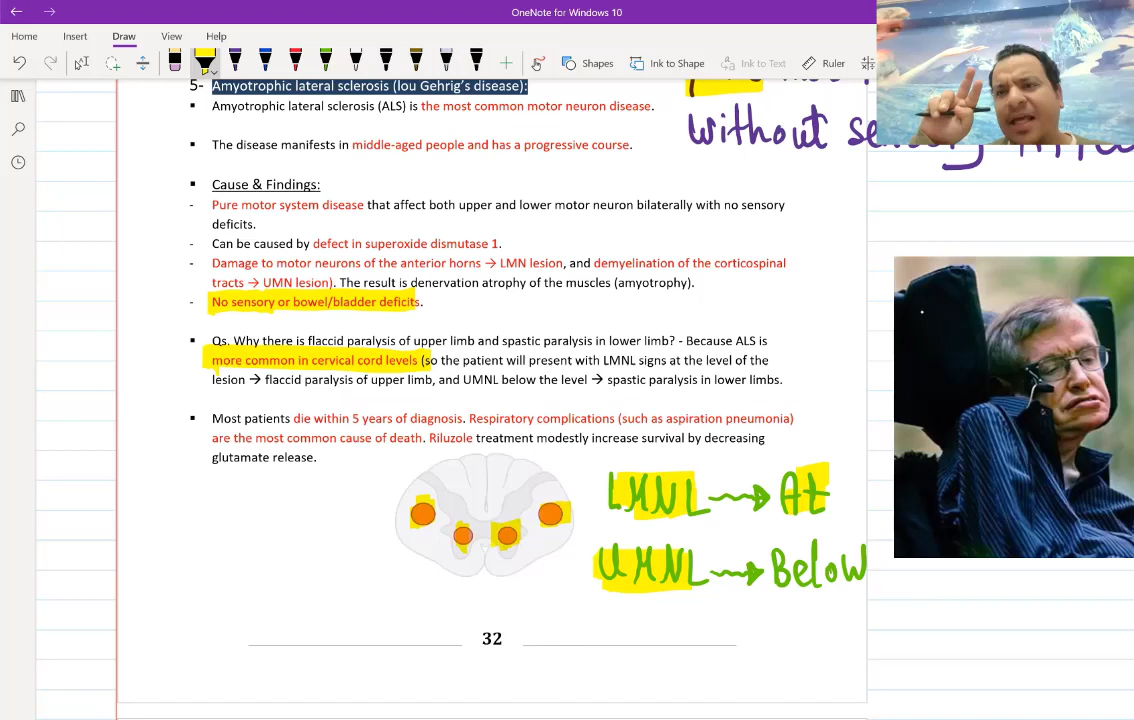 OneNote for Windows 10
Home Insert Draw View Help
Shapes Ink to Shape Ink to Text Ruler
5- Amyotrophic lateral sclerosis (lou Gehrig's disease):
without
▪ Amyotrophic lateral sclerosis (ALS) is the most common motor neuron disease.
▪ The disease manifests in middle-aged people and has a progressive course.
▪ Cause & Findings:
- Pure motor system disease that affect both upper and lower motor neuron bilaterally with no sensory
deficits.
- Can be caused by defect in superoxide dismutase 1.
- Damage to motor neurons of the anterior horns → LMN lesion, and demyelination of the corticospinal
tracts → UMN lesion). The result is denervation atrophy of the muscles (amyotrophy).
- No sensory or bowel/bladder deficits.
▪ Qs. Why there is flaccid paralysis of upper limb and spastic paralysis in lower limb? - Because ALS is
more common in cervical cord levels (so the patient will present with LMNL signs at the level of the
lesion → flaccid paralysis of upper limb, and UMNL below the level → spastic paralysis in lower limbs.
▪ Most patients die within 5 years of diagnosis. Respiratory complications (such as aspiration pneumonia)
are the most common cause of death. Riluzole treatment modestly increase survival by decreasing
glutamate release.
LMNL → At
UMNL → Below
32